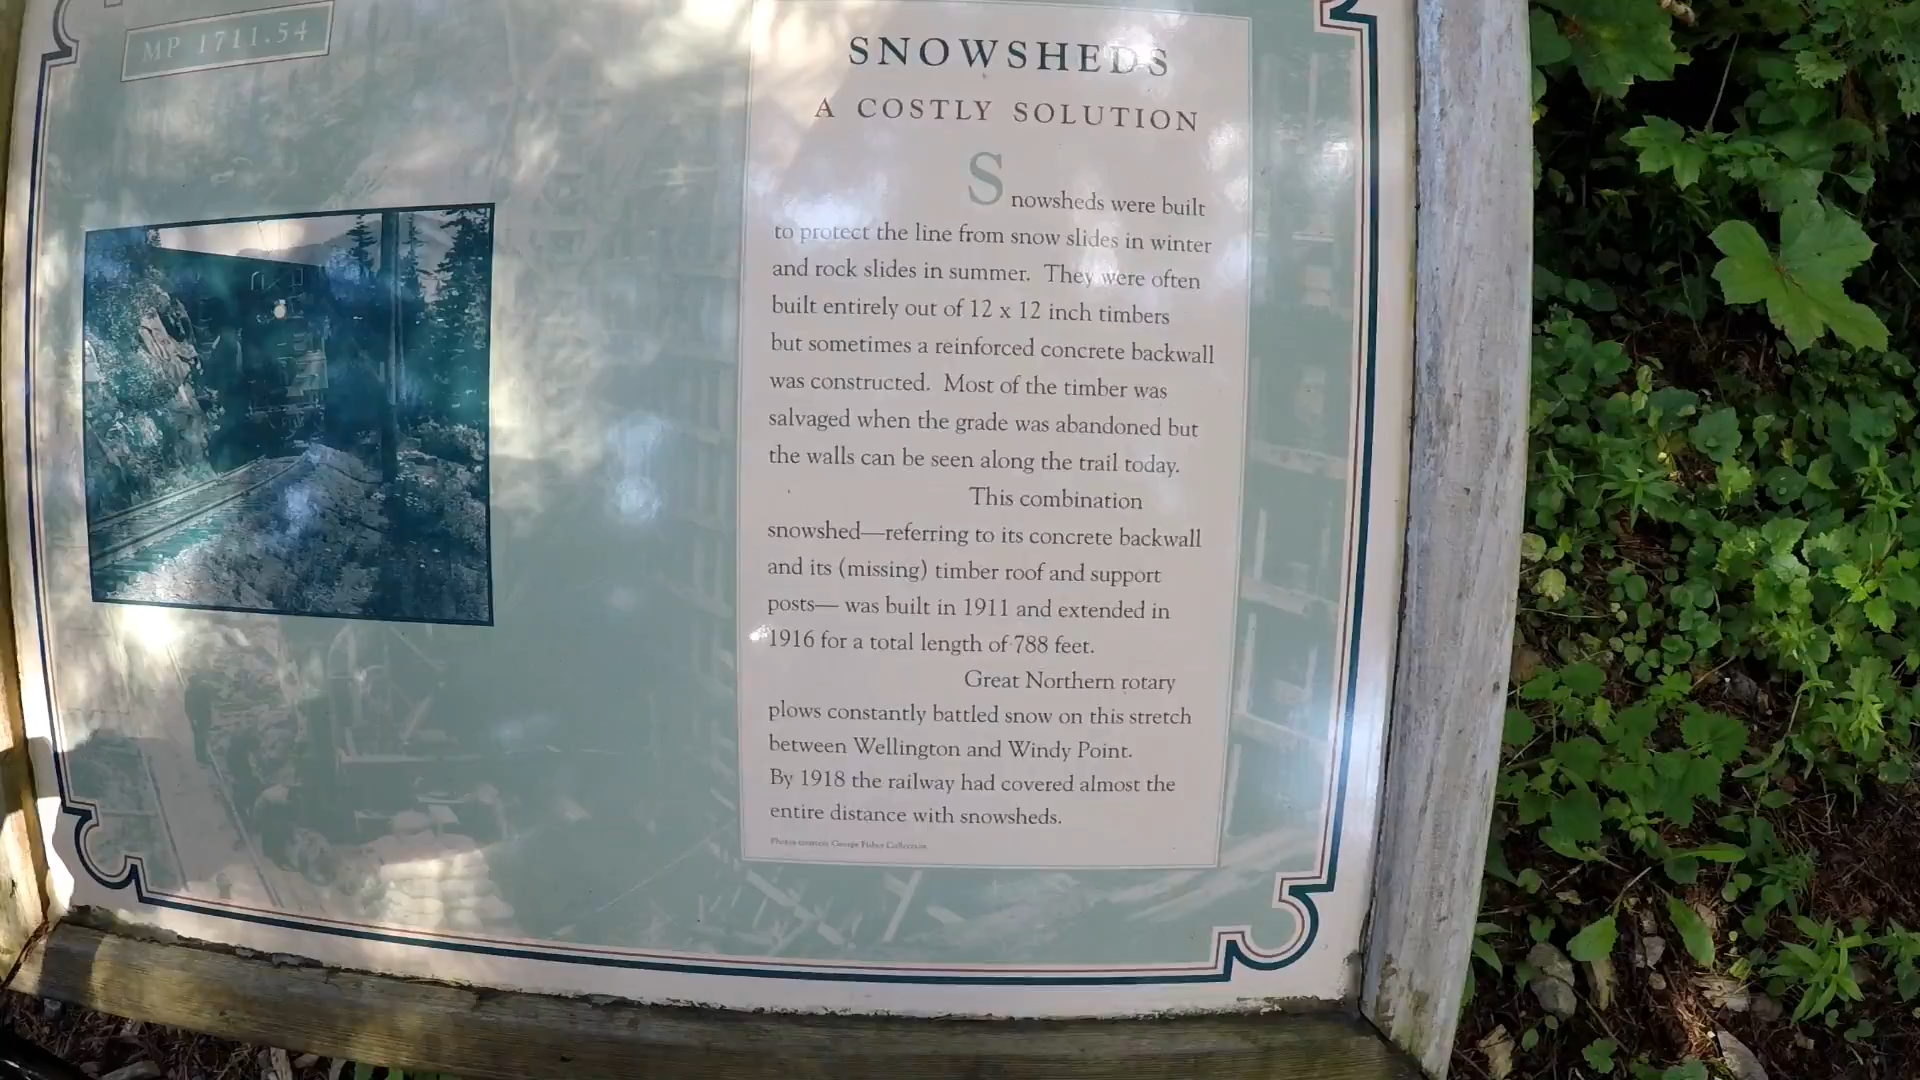 MP 1711.54
SNOWSHEDS
A COSTLY SOLUTION
Snowsheds were built
to protect the line from snow slides in winter
and rock slides in summer. They were often
built entirely out of 12 x 12 inch timbers
but sometimes a reinforced concrete backwall
was constructed. Most of the timber was
salvaged when the grade was abandoned but
the walls can be seen along the trail today.
This combination
snowshed—referring to its concrete backwall
and its (missing) timber roof and support
posts— was built in 1911 and extended in
1916 for a total length of 788 feet.
Great Northern rotary
plows constantly battled snow on this stretch
between Wellington and Windy Point.
By 1918 the railway had covered almost the
entire distance with snowsheds.
Photos courtesy George Fisher Collection